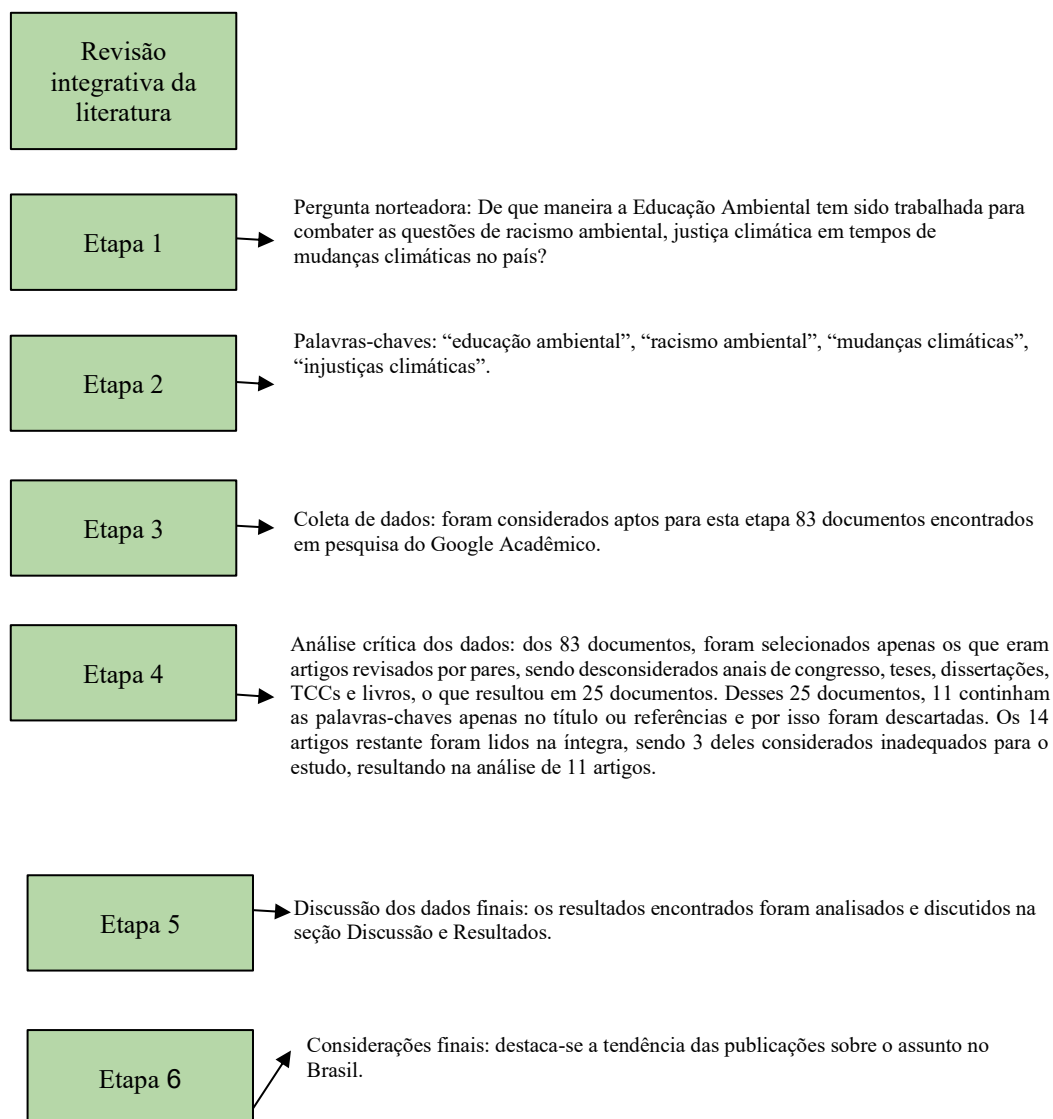 Revisão
integrativa da
literatura
Etapa 1
Pergunta norteadora: De que maneira a Educação Ambiental tem sido trabalhada para
combater as questões de racismo ambiental, justiça climática em tempos de
mudanças climáticas no país?
Etapa 2
Palavras-chaves: “educação ambiental”, “racismo ambiental”, “mudanças climáticas”,
“injustiças climáticas”.
Etapa 3
Coleta de dados: foram considerados aptos para esta etapa 83 documentos encontrados
em pesquisa do Google Acadêmico.
Etapa 4
Análise crítica dos dados: dos 83 documentos, foram selecionados apenas os que eram
artigos revisados por pares, sendo desconsiderados anais de congresso, teses, dissertações,
TCCs e livros, o que resultou em 25 documentos. Desses 25 documentos, 11 continham
as palavras-chaves apenas no título ou referências e por isso foram descartadas. Os 14
artigos restante foram lidos na íntegra, sendo 3 deles considerados inadequados para o
estudo, resultando na análise de 11 artigos.
Etapa 5
Discussão dos dados finais: os resultados encontrados foram analisados e discutidos na
seção Discussão e Resultados.
Etapa 6
Considerações finais: destaca-se a tendência das publicações sobre o assunto no
Brasil.